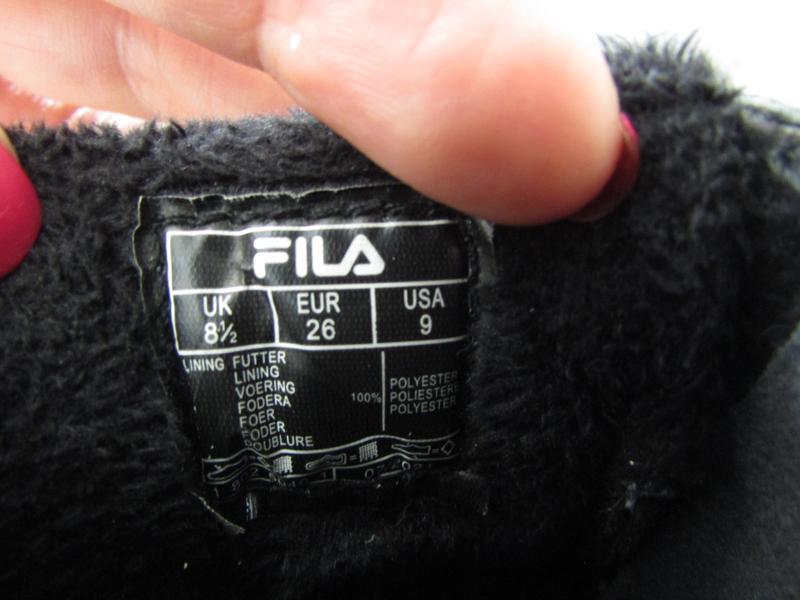 FILA
UK EUR USA
8½ 26 9
LINING FUTTER
LINING
VOERING
FODERA
FOER
FODER
DOUBLURE
100%
POLYESTER
POLIESTERE
POLYESTER